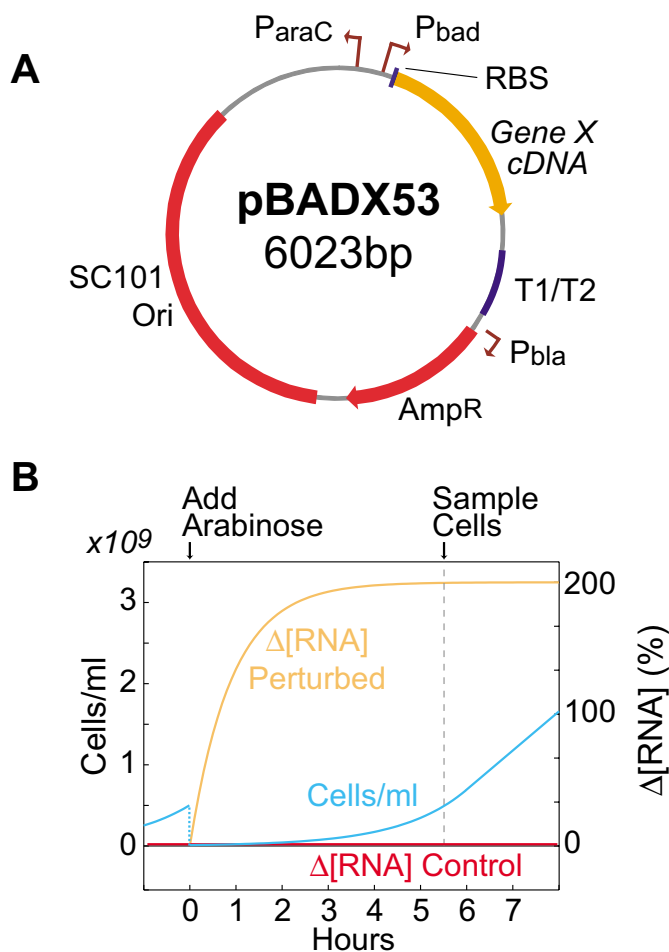 A
ParaC
Pbad
RBS
Gene X
cDNA
pBADX53
6023bp
SC101
Ori
T1/T2
Pbla
AmpR
B
Add
Arabinose
Sample
Cells
x10⁹
3
2
1
0
Cells/ml
Δ[RNA]
Perturbed
Cells/ml
Δ[RNA] Control
200
100
0
Δ[RNA] (%)
0 1 2 3 4 5 6 7
Hours